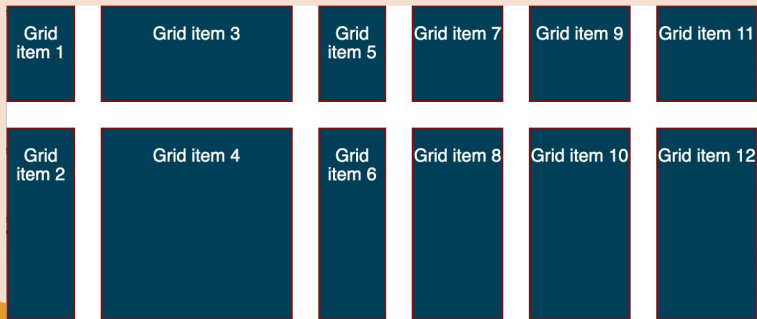 Grid
item 1
Grid item 3
Grid
item 5
Grid item 7
Grid item 9
Grid item 11
Grid
item 2
Grid item 4
Grid
item 6
Grid item 8
Grid item 10
Grid item 12